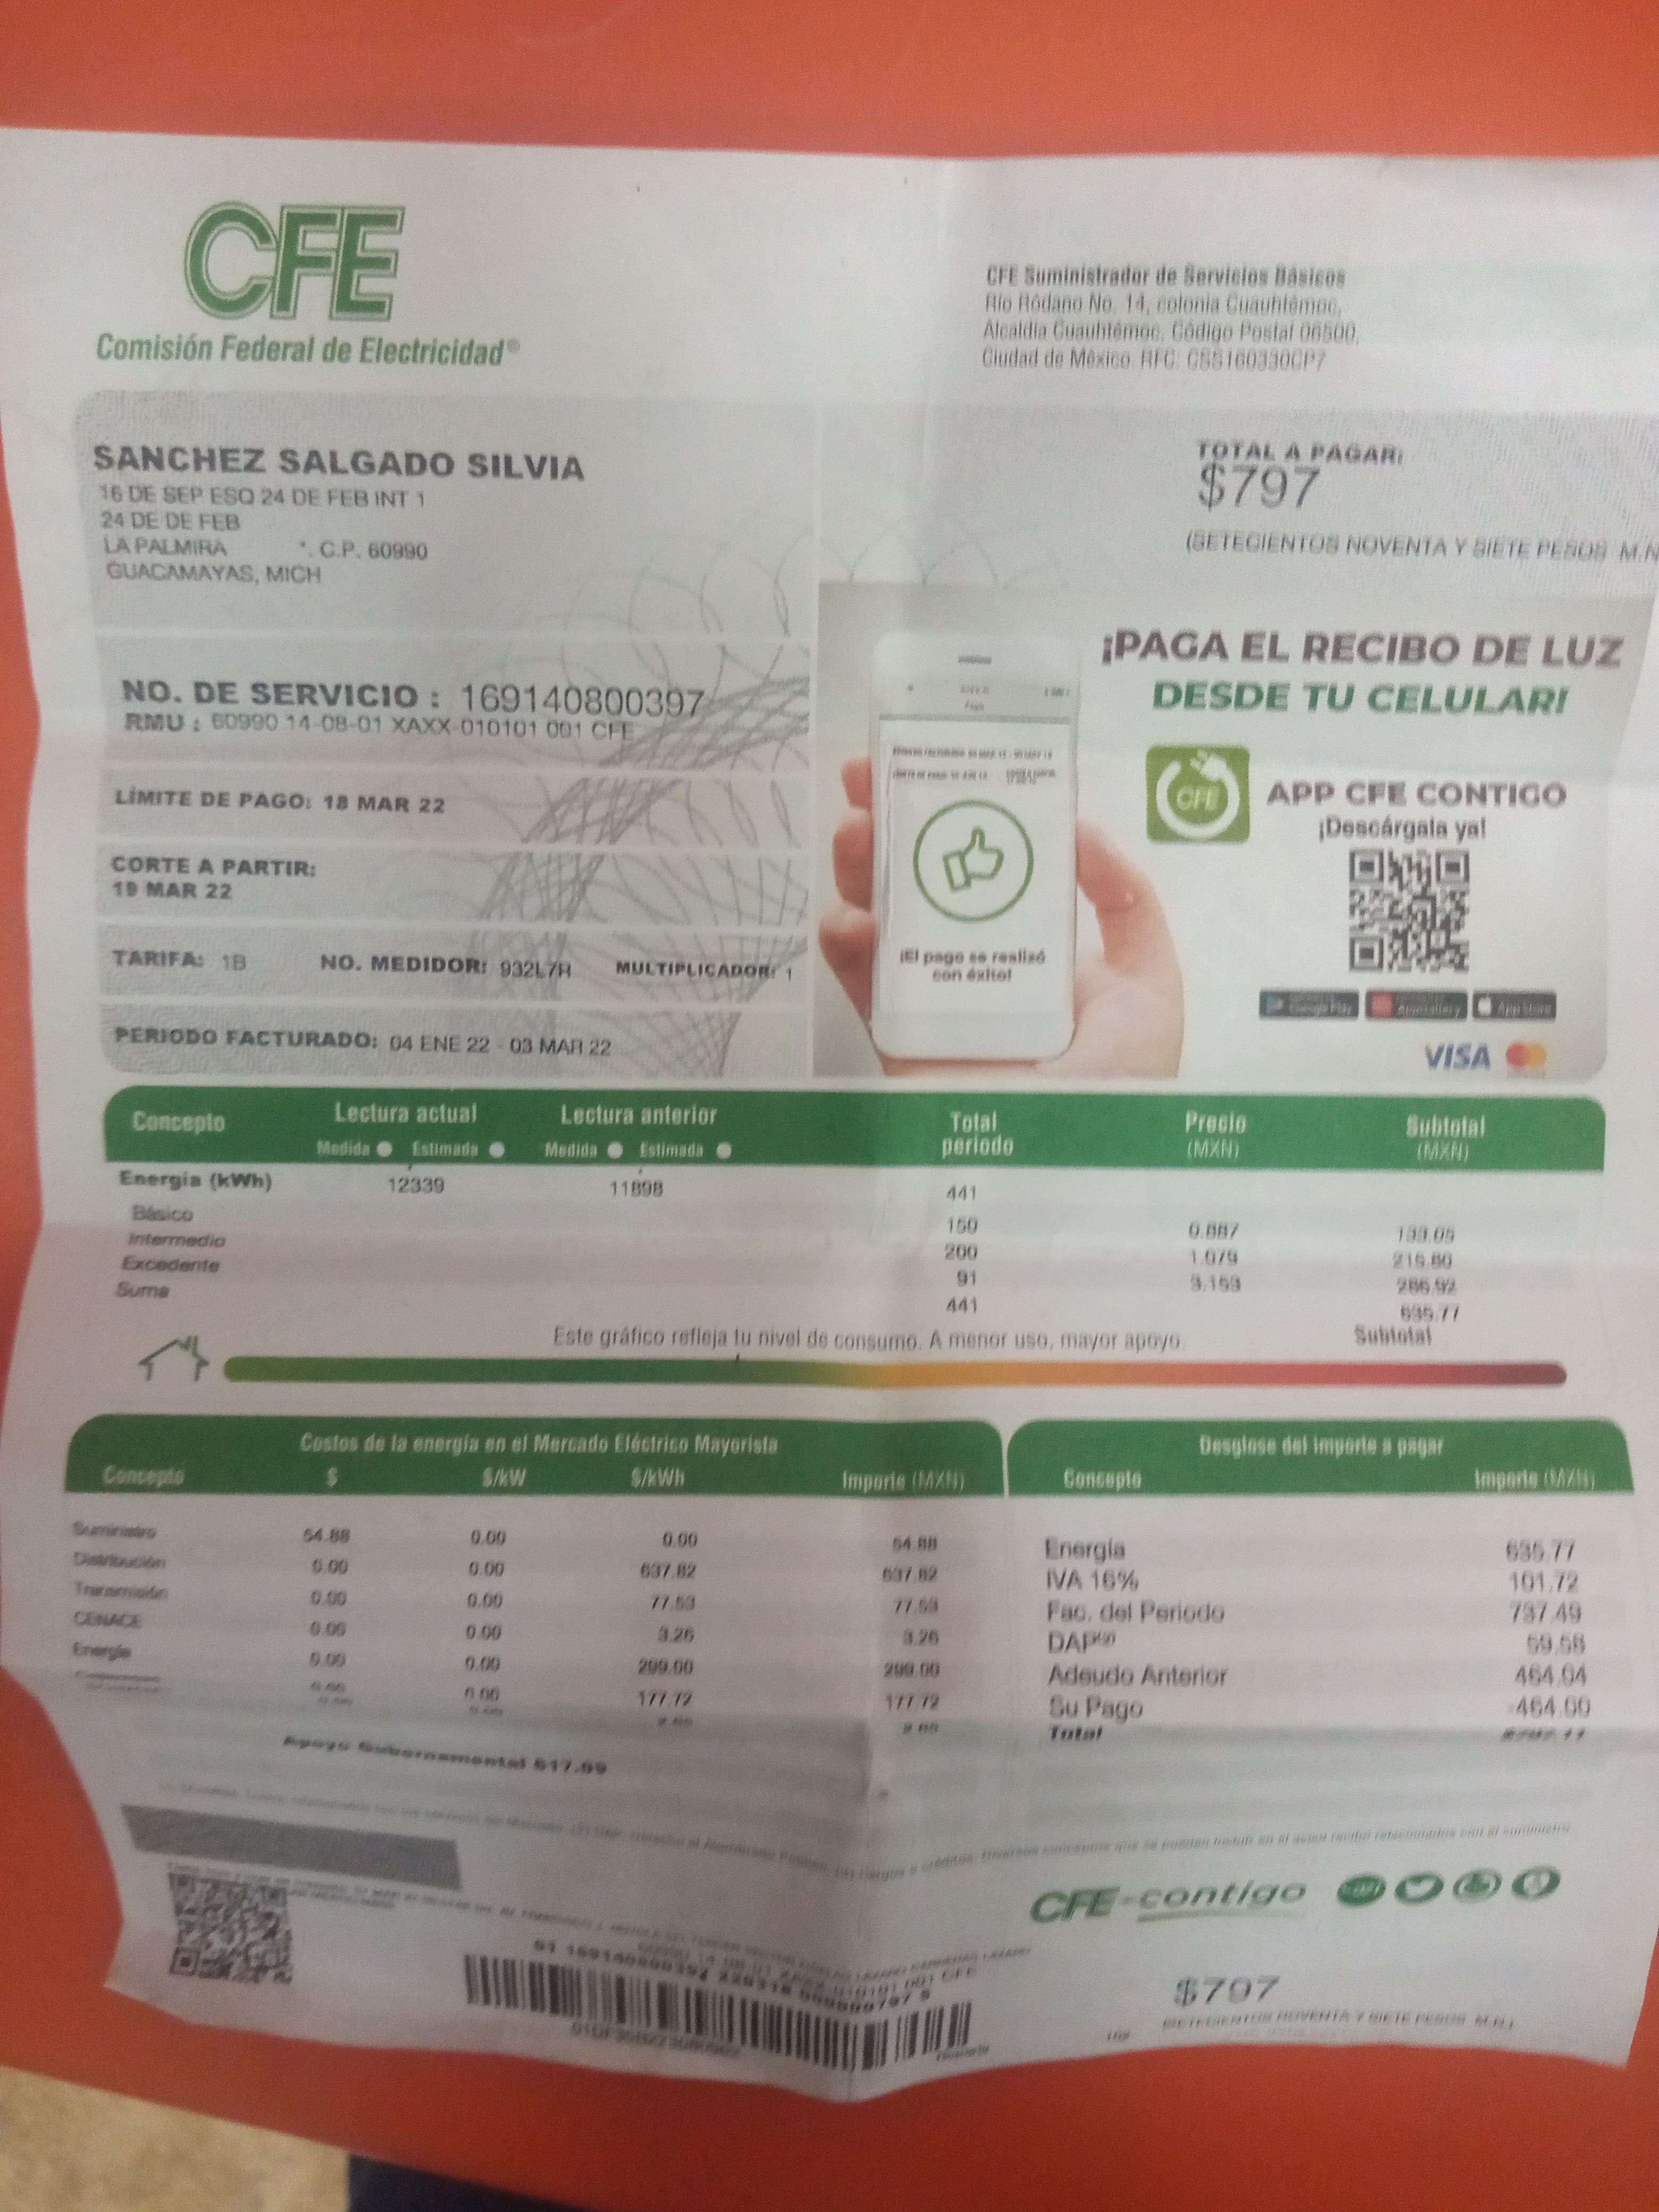 CFE
Comisión Federal de Electricidad®
CFE Suministrador de Servicios Básicos
Río Ródano No. 14, colonia Cuauhtémoc,
Alcaldía Cuauhtémoc, Código Postal 06500,
Ciudad de México. RFC: CSS160330CP7
SANCHEZ SALGADO SILVIA
16 DE SEP ESQ 24 DE FEB INT 1
24 DE DE FEB
LA PALMIRA *. C.P. 60990
GUACAMAYAS, MICH
TOTAL A PAGAR:
$797
(SETECIENTOS NOVENTA Y SIETE PESOS M.N
NO. DE SERVICIO : 169140800397
RMU : 60990 14-08-01 XAXX-010101 001 CFE
LÍMITE DE PAGO: 18 MAR 22
CORTE A PARTIR:
19 MAR 22
TARIFA: 1B NO. MEDIDOR: 932L7R MULTIPLICADOR: 1
PERIODO FACTURADO: 04 ENE 22 - 03 MAR 22
¡PAGA EL RECIBO DE LUZ
DESDE TU CELULAR!
CFE
APP CFE CONTIGO
¡Descárgala ya!
¡El pago se realizó
con éxito!
Google Play AppGallery App Store
VISA
Concepto Lectura actual Lectura anterior Total periodo Precio (MXN) Subtotal (MXN)
Medida Estimada Medida Estimada
Energía (kWh) 12339 11898 441
Básico 150 0.887 133.05
Intermedio 200 1.079 215.80
Excedente 91 3.153 286.92
Suma 441 635.77
Este gráfico refleja tu nivel de consumo. A menor uso, mayor apoyo. Subtotal
Costos de la energía en el Mercado Eléctrico Mayorista
Concepto $ $/kW $/kWh Importe (MXN)
Suministro 54.88 0.00 0.00 54.88
Distribución 0.00 0.00 637.82 637.82
Transmisión 0.00 0.00 77.53 77.53
CENACE 0.00 0.00 3.26 3.26
Energía 0.00 0.00 299.00 299.00
0.00 0.00 177.72 177.72
Apoyo Gubernamental 617.99
Desglose del importe a pagar
Concepto Importe (MXN)
Energía 635.77
IVA 16% 101.72
Fac. del Periodo 737.49
DAP 59.58
Adeudo Anterior 464.04
Su Pago -464.00
Total
CFE-contigo
01 169140800397 220318 000000797 5
$797
(SETECIENTOS NOVENTA Y SIETE PESOS M.N.)